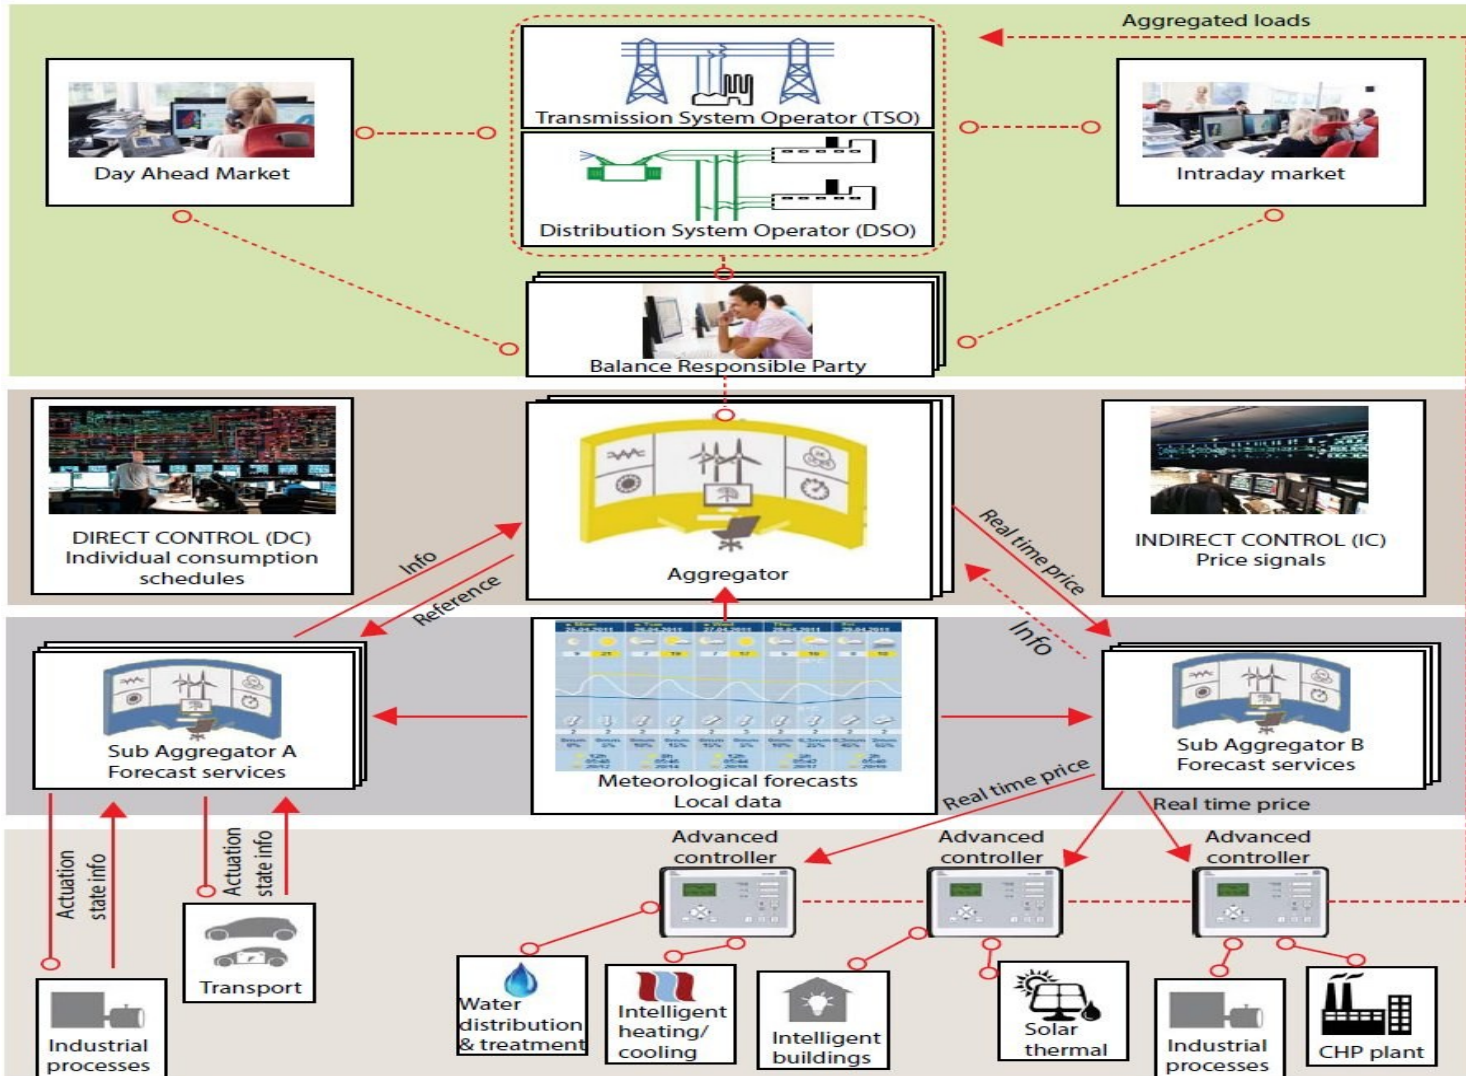 Aggregated loads
Transmission System Operator (TSO)
Day Ahead Market
Intraday market
Distribution System Operator (DSO)
Balance Responsible Party
DIRECT CONTROL (DC)
Individual consumption
schedules
Info
Reference
Aggregator
Real time price
Info
INDIRECT CONTROL (IC)
Price signals
Sub Aggregator A
Forecast services
Meteorological forecasts
Local data
Sub Aggregator B
Forecast services
Real time price
Real time price
Actuation
state info
Actuation
state info
Advanced
controller
Advanced
controller
Advanced
controller
Transport
Industrial
processes
Water
distribution
& treatment
Intelligent
heating/
cooling
Intelligent
buildings
Solar
thermal
Industrial
processes
CHP plant